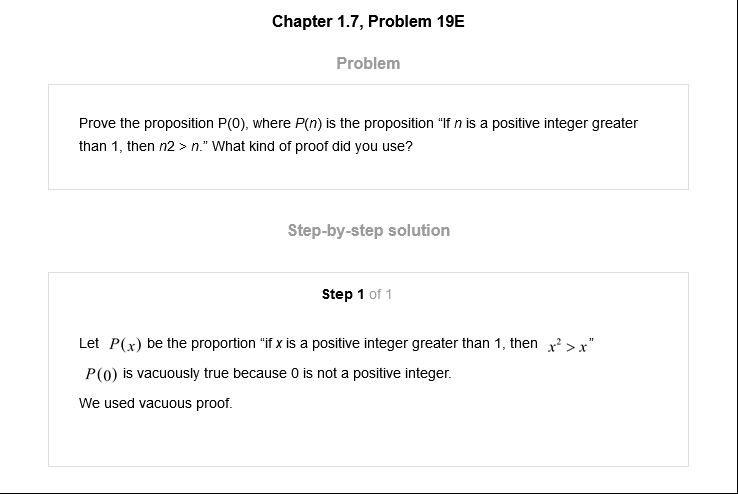 Chapter 1.7, Problem 19E
Problem
Prove the proposition P(0), where P(n) is the proposition “If n is a positive integer greater
than 1, then n2 > n.” What kind of proof did you use?
Step-by-step solution
Step 1 of 1
Let P(x) be the proportion “if x is a positive integer greater than 1, then x² > x”
P(0) is vacuously true because 0 is not a positive integer.
We used vacuous proof.